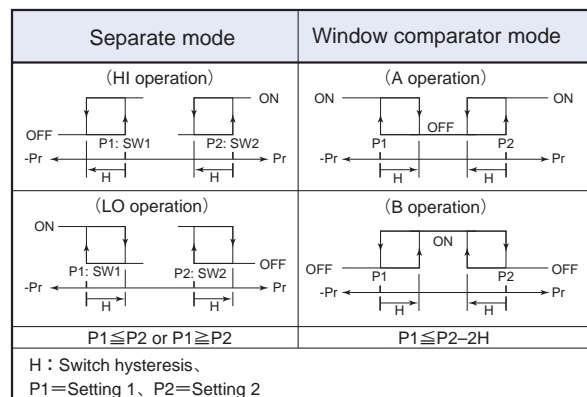 Separate mode
Window comparator mode
(HI operation)
ON
OFF
P1: SW1
P2: SW2
-Pr
Pr
H
H
(A operation)
ON
ON
OFF
P1
P2
-Pr
Pr
H
H
(LO operation)
ON
P1: SW1
P2: SW2
OFF
-Pr
Pr
H
H
(B operation)
ON
OFF
OFF
P1
P2
-Pr
Pr
H
H
P1≦P2 or P1≧P2
P1≦P2–2H
H：Switch hysteresis、
P1＝Setting 1、P2＝Setting 2